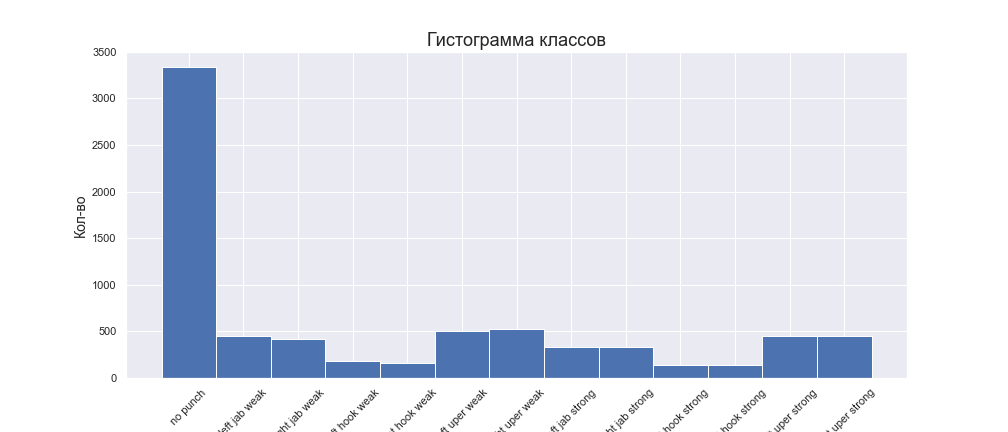 Гистограмма классов
Кол-во
3500
3000
2500
2000
1500
1000
500
0
no punch
left jab weak
ht jab weak
hook weak
hook weak
uper weak
uper weak
jab strong
ht jab strong
hook strong
hook strong
uper strong
uper strong